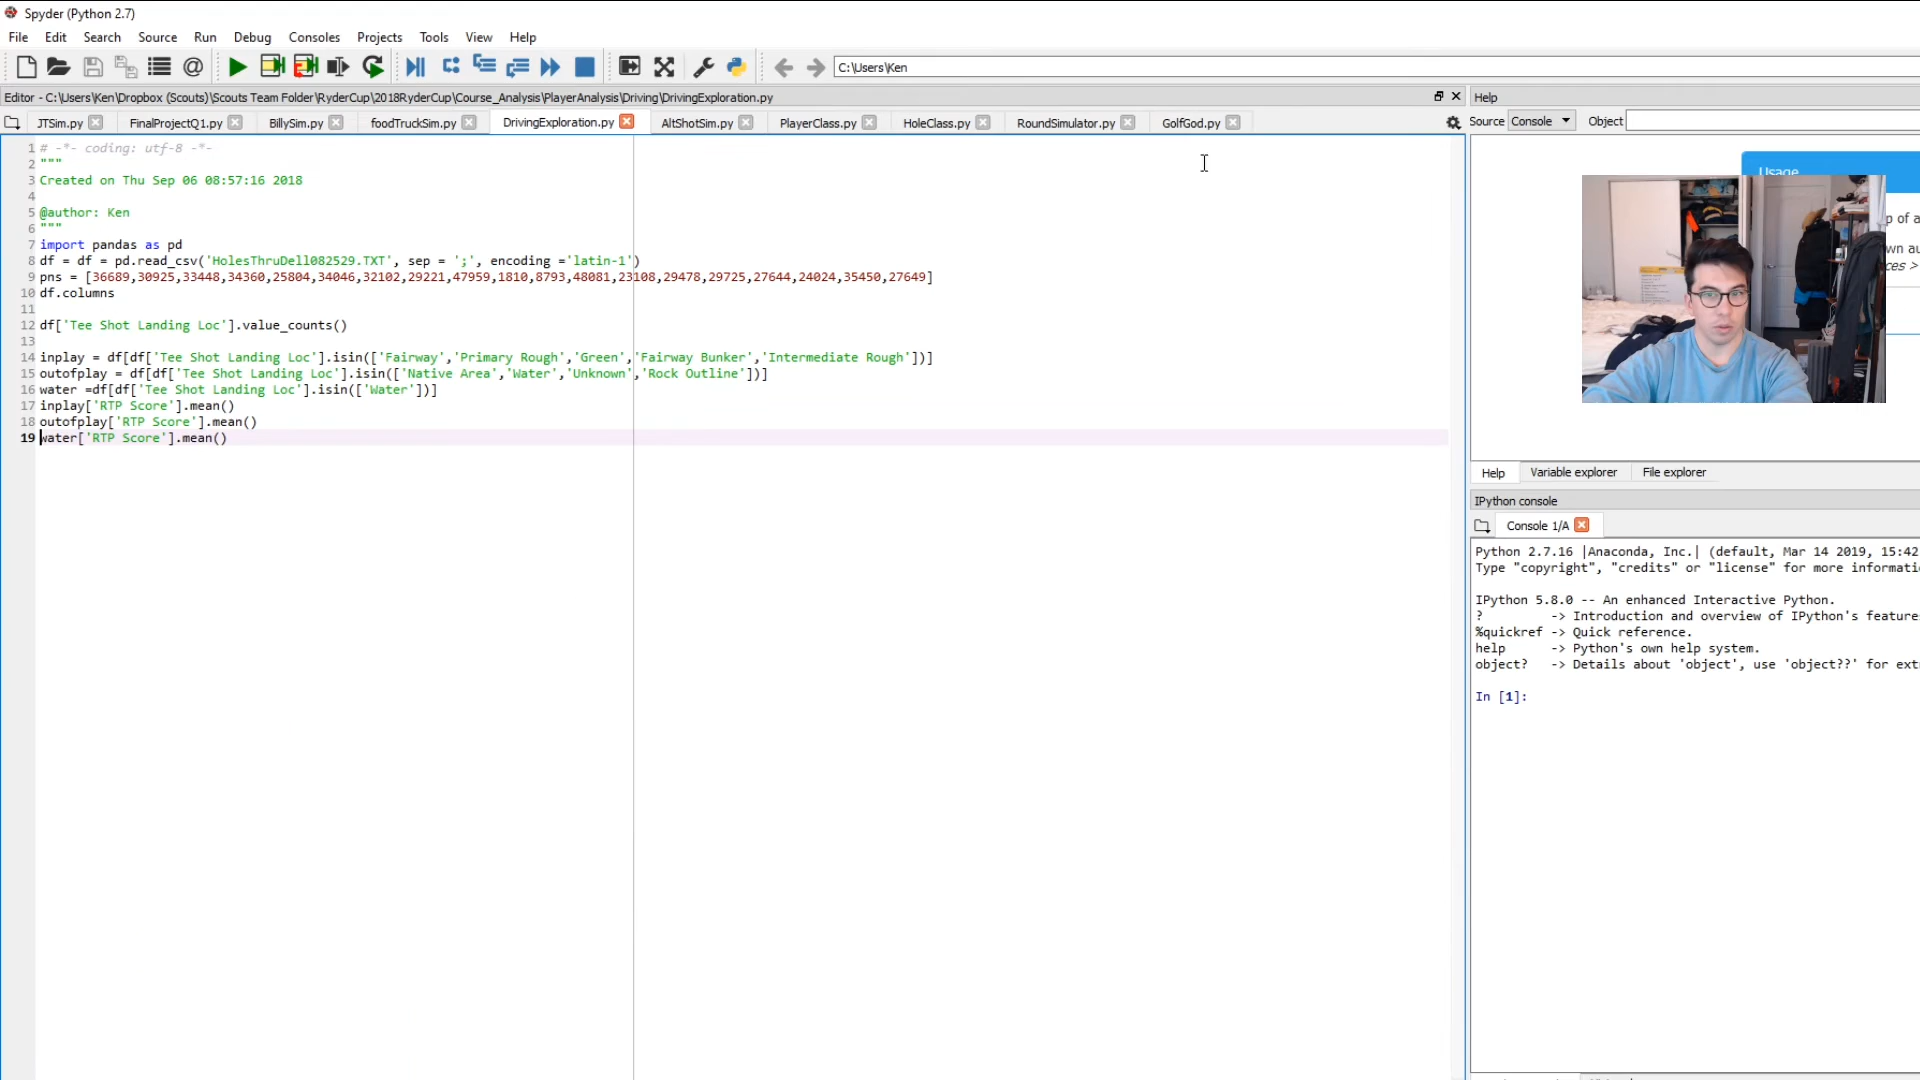 Spyder (Python 2.7)
File Edit Search Source Run Debug Consoles Projects Tools View Help
C:\Users\Ken
Editor - C:\Users\Ken\Dropbox (Scouts)\Scouts Team Folder\RyderCup\2018RyderCup\Course_Analysis\PlayerAnalysis\Driving\DrivingExploration.py
Help
JTSim.py FinalProjectQ1.py BillySim.py foodTruckSim.py DrivingExploration.py AltShotSim.py PlayerClass.py HoleClass.py RoundSimulator.py GolfGod.py
Source Console Object
1 # -*- coding: utf-8 -*-
2 """
3 Created on Thu Sep 06 08:57:16 2018
4
5 @author: Ken
6 """
7 import pandas as pd
8 df = df = pd.read_csv('HolesThruDell082529.TXT', sep = ';', encoding ='latin-1')
9 pns = [36689,30925,33448,34360,25804,34046,32102,29221,47959,1810,8793,48081,23108,29478,29725,27644,24024,35450,27649]
10 df.columns
11
12 df['Tee Shot Landing Loc'].value_counts()
13
14 inplay = df[df['Tee Shot Landing Loc'].isin(['Fairway','Primary Rough','Green','Fairway Bunker','Intermediate Rough'])]
15 outofplay = df[df['Tee Shot Landing Loc'].isin(['Native Area','Water','Unknown','Rock Outline'])]
16 water =df[df['Tee Shot Landing Loc'].isin(['Water'])]
17 inplay['RTP Score'].mean()
18 outofplay['RTP Score'].mean()
19 water['RTP Score'].mean()
Usage
p of a
wn au
ces >
Help Variable explorer File explorer
IPython console
Console 1/A
Python 2.7.16 |Anaconda, Inc.| (default, Mar 14 2019, 15:42
Type "copyright", "credits" or "license" for more informati
IPython 5.8.0 -- An enhanced Interactive Python.
? -> Introduction and overview of IPython's feature
%quickref -> Quick reference.
help -> Python's own help system.
object? -> Details about 'object', use 'object??' for ext
In [1]: